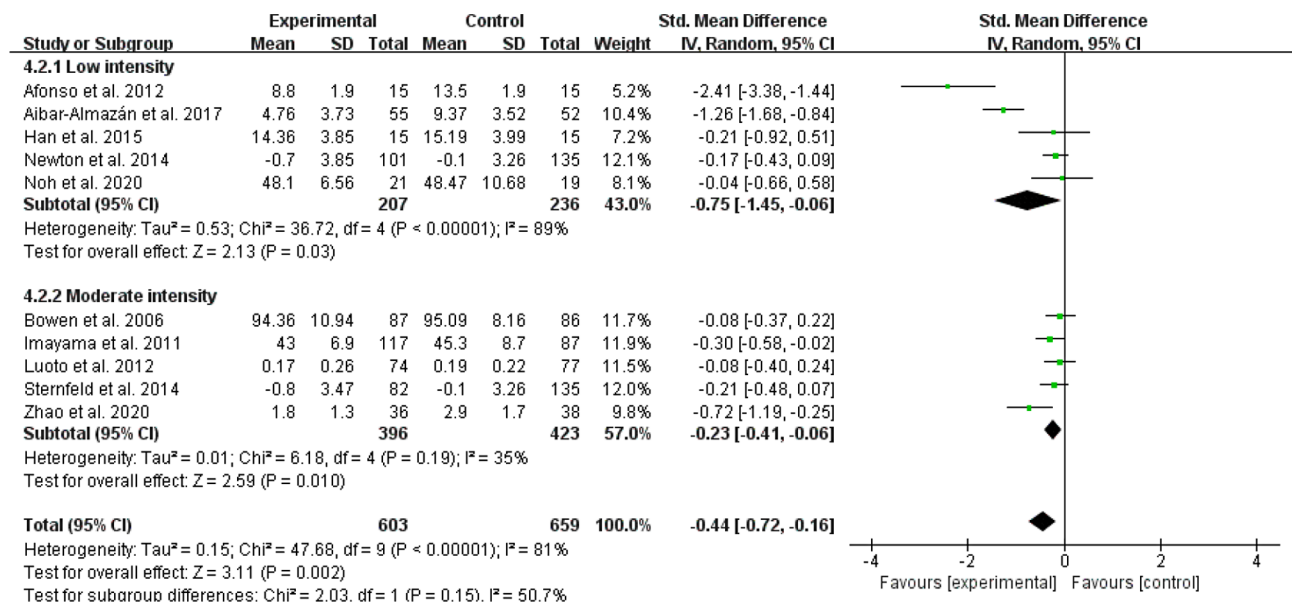 Experimental Control Std. Mean Difference Std. Mean Difference
Study or Subgroup Mean SD Total Mean SD Total Weight IV, Random, 95% CI IV, Random, 95% CI
4.2.1 Low intensity
Afonso et al. 2012 8.8 1.9 15 13.5 1.9 15 5.2% -2.41 [-3.38, -1.44]
Aibar-Almazán et al. 2017 4.76 3.73 55 9.37 3.52 52 10.4% -1.26 [-1.68, -0.84]
Han et al. 2015 14.36 3.85 15 15.19 3.99 15 7.2% -0.21 [-0.92, 0.51]
Newton et al. 2014 -0.7 3.85 101 -0.1 3.26 135 12.1% -0.17 [-0.43, 0.09]
Noh et al. 2020 48.1 6.56 21 48.47 10.68 19 8.1% -0.04 [-0.66, 0.58]
Subtotal (95% CI) 207 236 43.0% -0.75 [-1.45, -0.06]
Heterogeneity: Tau² = 0.53; Chi² = 36.72, df = 4 (P < 0.00001); I² = 89%
Test for overall effect: Z = 2.13 (P = 0.03)
4.2.2 Moderate intensity
Bowen et al. 2006 94.36 10.94 87 95.09 8.16 86 11.7% -0.08 [-0.37, 0.22]
Imayama et al. 2011 43 6.9 117 45.3 8.7 87 11.9% -0.30 [-0.58, -0.02]
Luoto et al. 2012 0.17 0.26 74 0.19 0.22 77 11.5% -0.08 [-0.40, 0.24]
Sternfeld et al. 2014 -0.8 3.47 82 -0.1 3.26 135 12.0% -0.21 [-0.48, 0.07]
Zhao et al. 2020 1.8 1.3 36 2.9 1.7 38 9.8% -0.72 [-1.19, -0.25]
Subtotal (95% CI) 396 423 57.0% -0.23 [-0.41, -0.06]
Heterogeneity: Tau² = 0.01; Chi² = 6.18, df = 4 (P = 0.19); I² = 35%
Test for overall effect: Z = 2.59 (P = 0.010)
Total (95% CI) 603 659 100.0% -0.44 [-0.72, -0.16]
Heterogeneity: Tau² = 0.15; Chi² = 47.68, df = 9 (P < 0.00001); I² = 81%
Test for overall effect: Z = 3.11 (P = 0.002)
Test for subgroup differences: Chi² = 2.03, df = 1 (P = 0.15), I² = 50.7%
-4 -2 0 2 4
Favours [experimental] Favours [control]